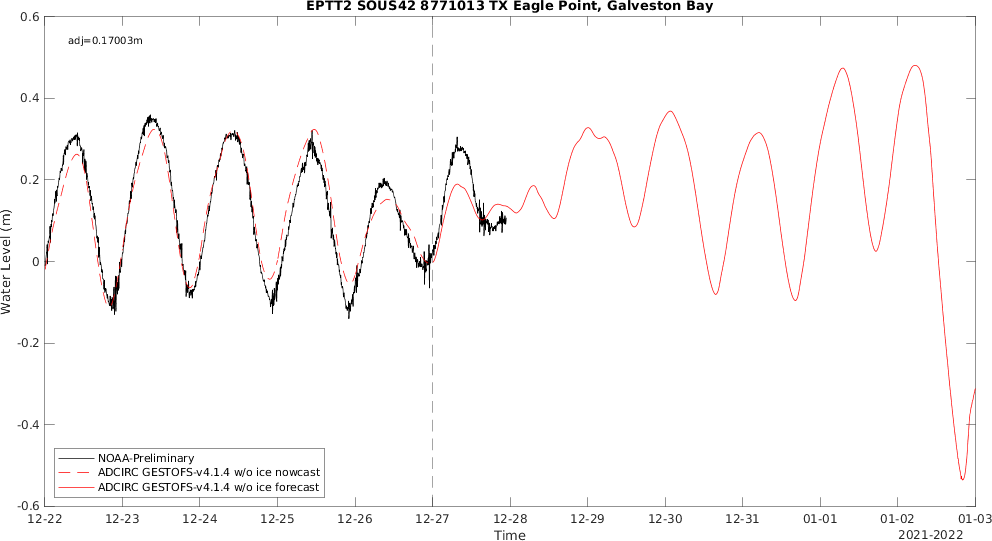 EPTT2 SOUS42 8771013 TX Eagle Point, Galveston Bay
adj=0.17003m
0.6
0.4
0.2
0
-0.2
-0.4
-0.6
Water Level (m)
NOAA-Preliminary
ADCIRC GESTOFS-v4.1.4 w/o ice nowcast
ADCIRC GESTOFS-v4.1.4 w/o ice forecast
12-22 12-23 12-24 12-25 12-26 12-27 12-28 12-29 12-30 12-31 01-01 01-02 01-03
Time
2021-2022